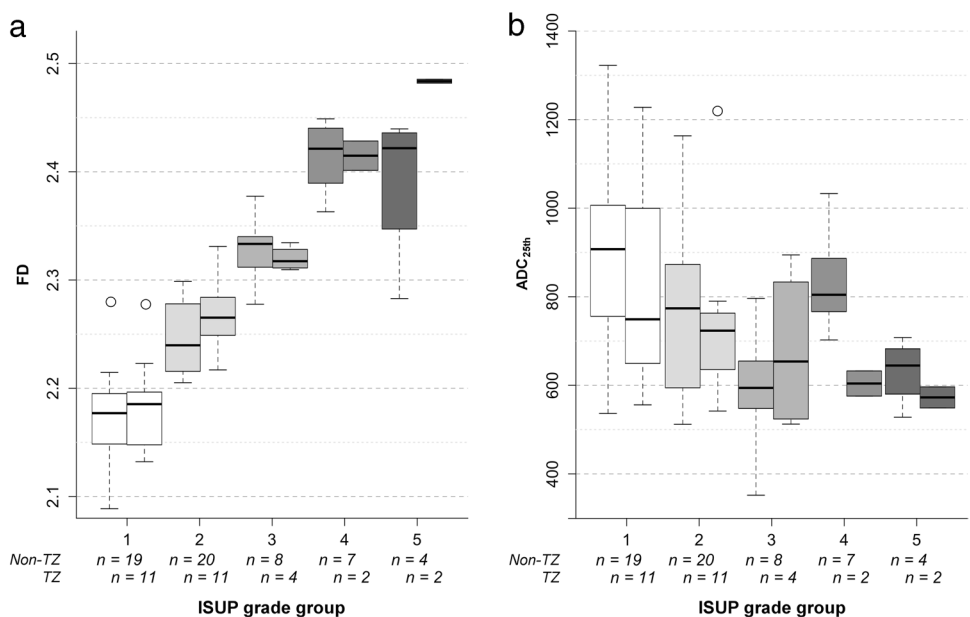 a
FD
2.5
2.4
2.3
2.2
2.1
1 2 3 4 5
Non-TZ n = 19 n = 20 n = 8 n = 7 n = 4
TZ n = 11 n = 11 n = 4 n = 2 n = 2
ISUP grade group
b
ADC25th
1400
1200
1000
800
600
400
1 2 3 4 5
Non-TZ n = 19 n = 20 n = 8 n = 7 n = 4
TZ n = 11 n = 11 n = 4 n = 2 n = 2
ISUP grade group